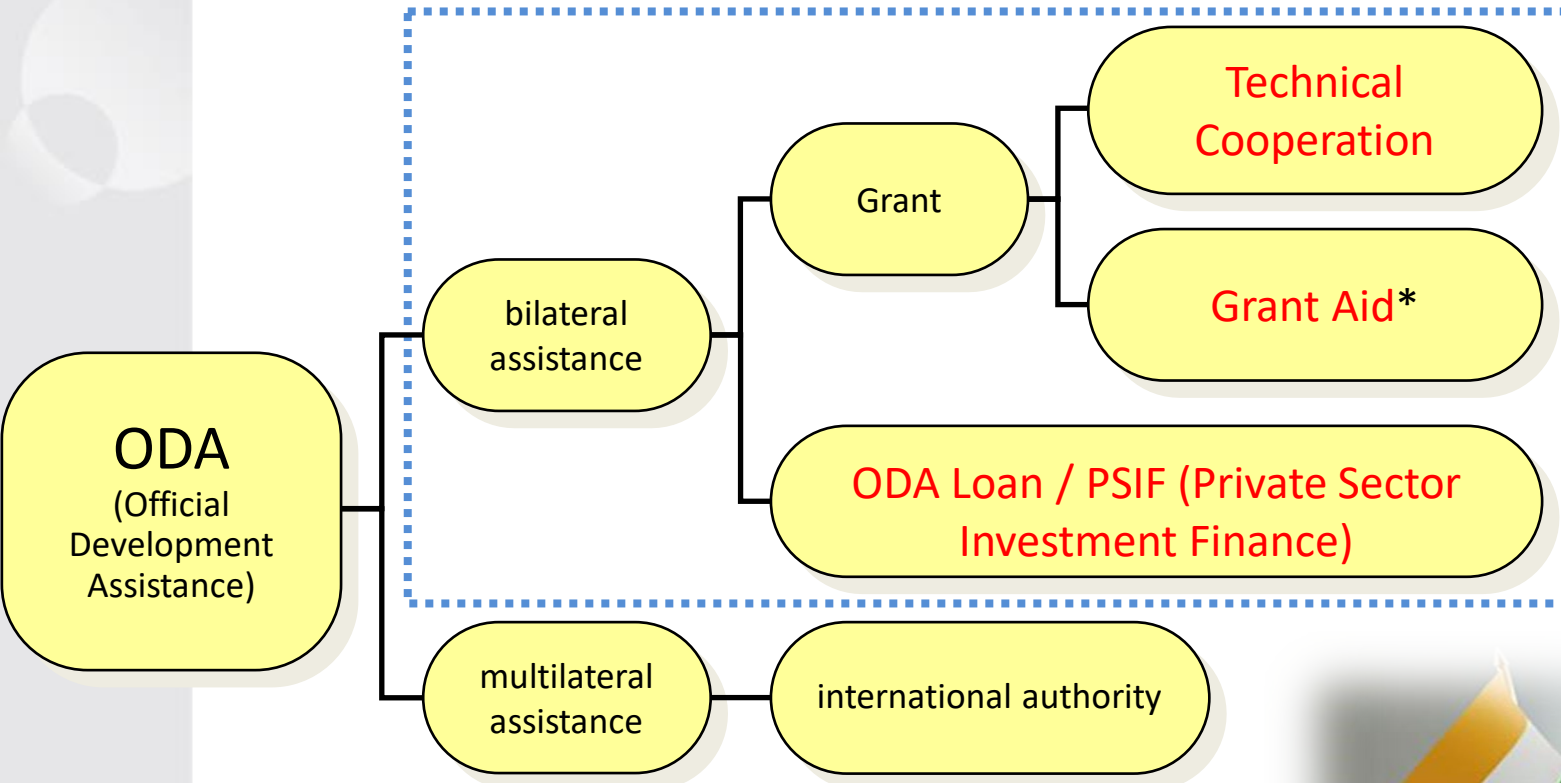 Technical
Cooperation
Grant
Grant Aid*
bilateral
assistance
ODA Loan / PSIF (Private Sector
Investment Finance)
ODA
(Official
Development
Assistance)
multilateral
assistance
international authority